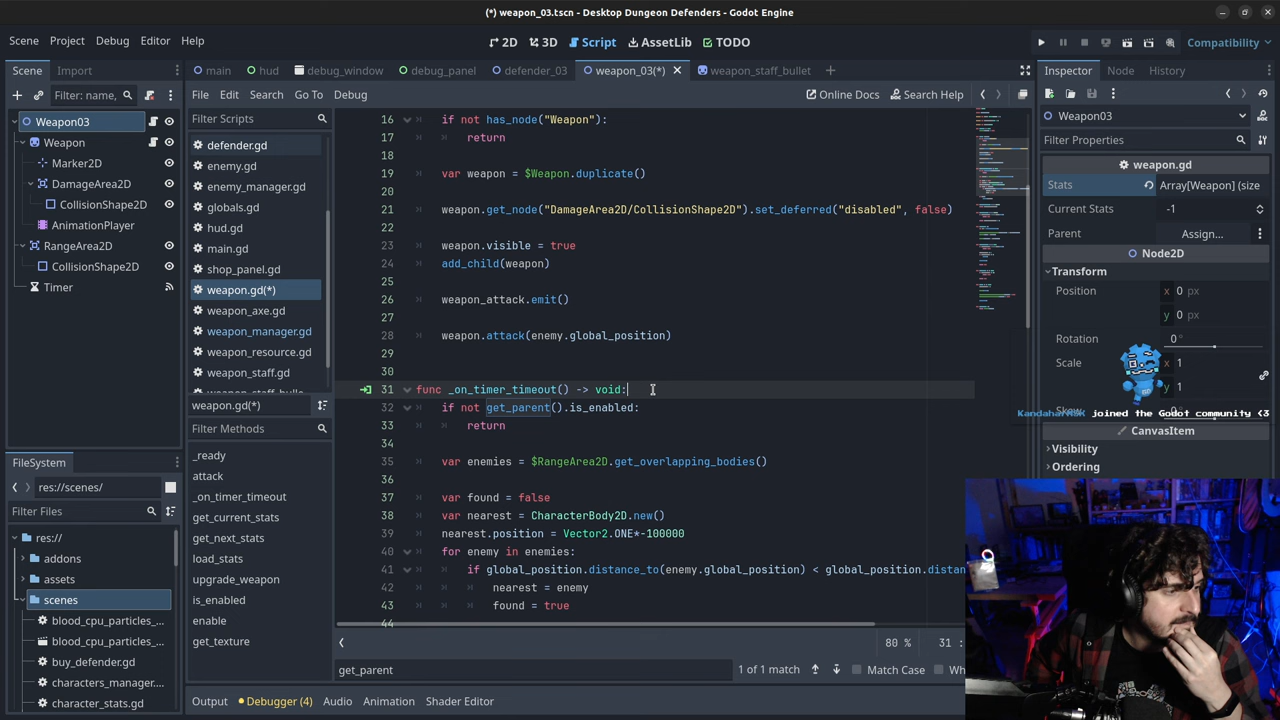 (*) weapon_03.tscn - Desktop Dungeon Defenders - Godot Engine
Scene Project Debug Editor Help
2D 3D Script AssetLib TODO
Compatibility
Scene Import
main hud debug_window debug_panel defender_03 weapon_03(*) weapon_staff_bullet
Inspector Node History
Filter: name,
File Edit Search Go To Debug
Online Docs Search Help
Weapon03
Weapon
Marker2D
DamageArea2D
CollisionShape2D
AnimationPlayer
RangeArea2D
CollisionShape2D
Timer
Filter Scripts
defender.gd
enemy.gd
enemy_manager.gd
globals.gd
hud.gd
main.gd
shop_panel.gd
weapon.gd(*)
weapon_axe.gd
weapon_manager.gd
weapon_resource.gd
weapon_staff.gd
weapon.gd(*)
Filter Methods
_ready
attack
_on_timer_timeout
get_current_stats
get_next_stats
load_stats
upgrade_weapon
is_enabled
enable
get_texture
16 if not has_node("Weapon"):
17 return
18
19 var weapon = $Weapon.duplicate()
20
21 weapon.get_node("DamageArea2D/CollisionShape2D").set_deferred("disabled", false)
22
23 weapon.visible = true
24 add_child(weapon
25
26 weapon_attack.emit()
27
28 weapon.attack(enemy.global_position)
29
30
31 func _on_timer_timeout() -> void:
32 if not get_parent().is_enabled:
33 return
34
35 var enemies = $RangeArea2D.get_overlapping_bodies()
36
37 var found = false
38 var nearest = CharacterBody2D.new()
39 nearest.position = Vector2.ONE*-100000
40 for enemy in enemies:
41 if global_position.distance_to(enemy.global_position) < global_position.distan
42 nearest = enemy
43 found = true
44
80 % 31 :
get_parent
1 of 1 match
Match Case
Output Debugger (4) Audio Animation Shader Editor
Weapon03
Filter Properties
weapon.gd
Stats Array[Weapon] (size
Current Stats -1
Parent Assign...
Node2D
Transform
Position x 0 px
y 0 px
Rotation 0 °
Scale x 1
y 1
Kandaharrisk joined the Godot community <3
CanvasItem
Visibility
Ordering
FileSystem
res://scenes/
Filter Files
res://
addons
assets
scenes
blood_cpu_particles_...
blood_cpu_particles_...
buy_defender.gd
characters_manager....
character_stats.gd